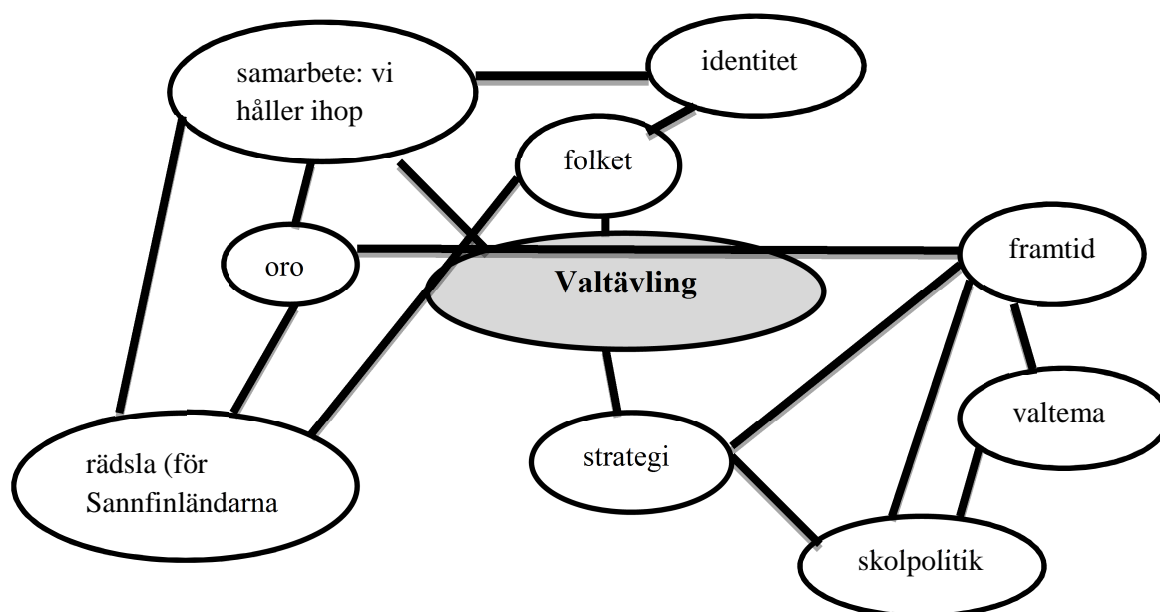 samarbete: vi
håller ihop
identitet
folket
oro
Valtävling
framtid
rädsla (för
Sannfinländarna
strategi
valtema
skolpolitik